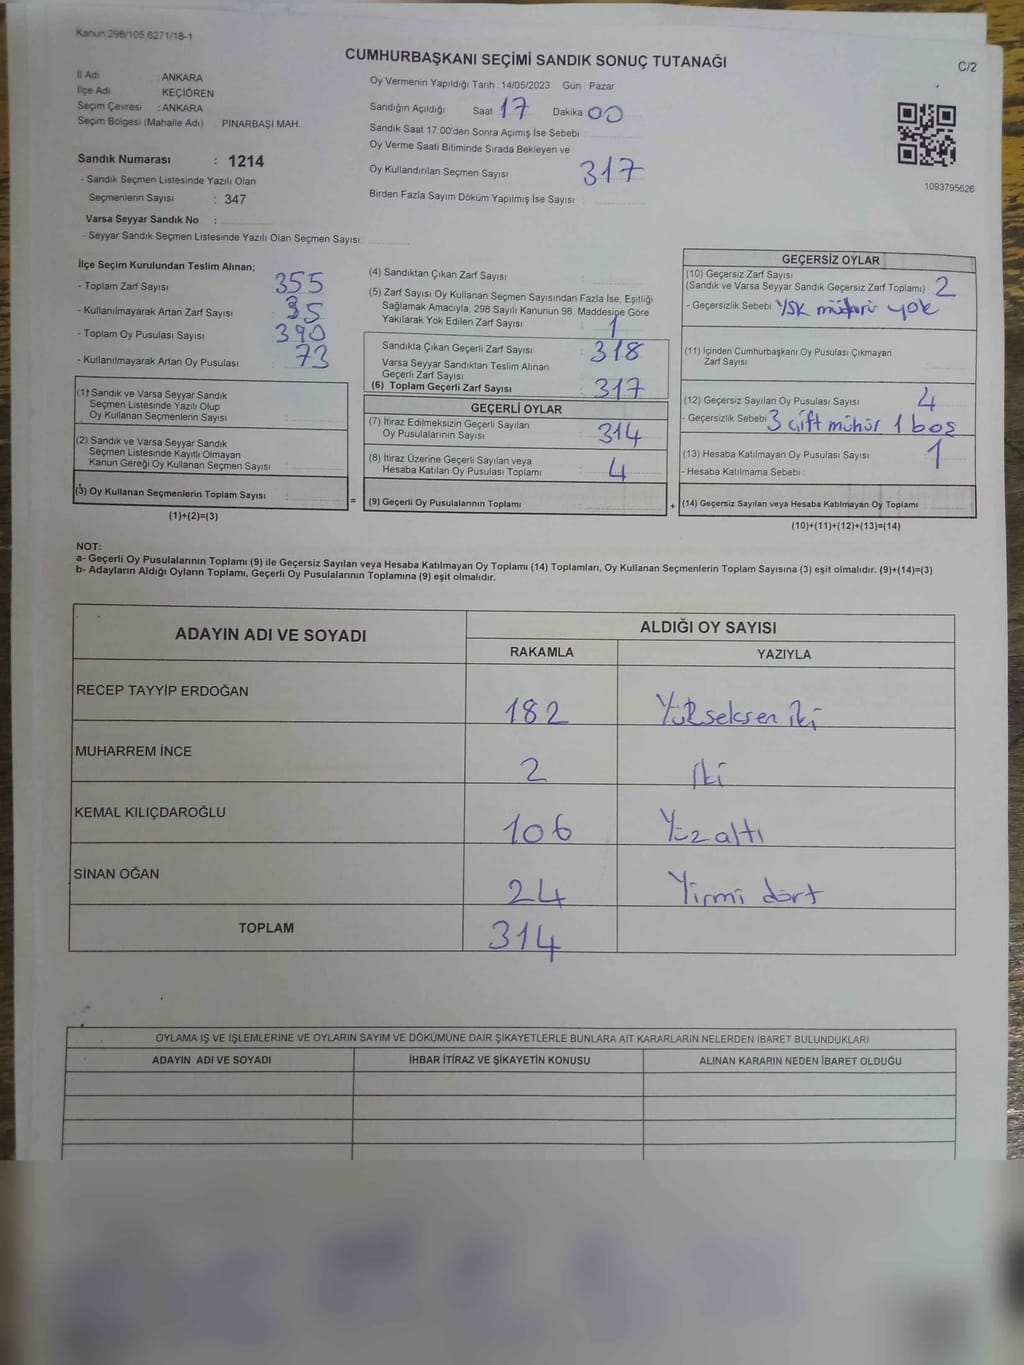 Kanun 298/105.6271/18-1
CUMHURBAŞKANI SEÇİMİ SANDIK SONUÇ TUTANAĞI
C/2
İl Adı ANKARA
İlçe Adı KEÇİÖREN
Seçim Çevresi : ANKARA
Seçim Bölgesi (Mahalle Adı) PINARBAŞI MAH.
Oy Vermenin Yapıldığı Tarih : 14/05/2023 Gün : Pazar
Sandığın Açıldığı Saat 17 Dakika 00
Sandık Saat 17 00'den Sonra Açımış İse Sebebi
Oy Verme Saati Bitiminde Sırada Bekleyen ve
Oy Kullandırılan Seçmen Sayısı 317
Birden Fazla Sayım Döküm Yapılmış İse Sayısı
1093795626
Sandık Numarası : 1214
- Sandık Seçmen Listesinde Yazılı Olan
Seçmenlerin Sayısı : 347
Varsa Seyyar Sandık No :
- Seyyar Sandık Seçmen Listesinde Yazılı Olan Seçmen Sayısı
İlçe Seçim Kurulundan Teslim Alınan;
- Toplam Zarf Sayısı 355
- Kullanılmayarak Artan Zarf Sayısı 35
- Toplam Oy Pusulası Sayısı 390
- Kullanılmayarak Artan Oy Pusulası 73
(1) Sandık ve Varsa Seyyar Sandık
Seçmen Listesinde Yazılı Olup
Oy Kullanan Seçmenlerin Sayısı
(2) Sandık ve Varsa Seyyar Sandık
Seçmen Listesinde Kayıtlı Olmayan
Kanun Gereği Oy Kullanan Seçmen Sayısı
(3) Oy Kullanan Seçmenlerin Toplam Sayısı
=
(1)+(2)=(3)
(4) Sandıktan Çıkan Zarf Sayısı
(5) Zarf Sayısı Oy Kullanan Seçmen Sayısından Fazla İse, Eşitliği
Sağlamak Amacıyla, 298 Sayılı Kanunun 98. Maddesine Göre
Yakılarak Yok Edilen Zarf Sayısı : 1
Sandıkta Çıkan Geçerli Zarf Sayısı : 318
Varsa Seyyar Sandıktan Teslim Alınan
Geçerli Zarf Sayısı
(6) Toplam Geçerli Zarf Sayısı : 317
GEÇERLİ OYLAR
(7) İtiraz Edilmeksizin Geçerli Sayılan
Oy Pusulalarının Sayısı : 314
(8) İtiraz Üzerine Geçerli Sayılan veya
Hesaba Katılan Oy Pusulası Toplamı : 4
(9) Geçerli Oy Pusulalarının Toplamı
+
GEÇERSİZ OYLAR
(10) Geçersiz Zarf Sayısı
(Sandık ve Varsa Seyyar Sandık Geçersiz Zarf Toplamı) 2
- Geçersizlik Sebebi YSK mührü yok
(11) İçinden Cumhurbaşkanı Oy Pusulası Çıkmayan
Zarf Sayısı
(12) Geçersiz Sayılan Oy Pusulası Sayısı 4
- Geçersizlik Sebebi 3 çift mühür 1 boş
(13) Hesaba Katılmayan Oy Pusulası Sayısı 1
- Hesaba Katılmama Sebebi :
(14) Geçersiz Sayılan veya Hesaba Katılmayan Oy Toplamı
(10)+(11)+(12)+(13)=(14)
NOT:
a- Geçerli Oy Pusulalarının Toplamı (9) ile Geçersiz Sayılan veya Hesaba Katılmayan Oy Toplamı (14) Toplamları, Oy Kullanan Seçmenlerin Toplam Sayısına (3) eşit olmalıdır. (9)+(14)=(3)
b- Adayların Aldığı Oyların Toplamı, Geçerli Oy Pusulalarının Toplamına (9) eşit olmalıdır.
ADAYIN ADI VE SOYADI
ALDIĞI OY SAYISI
RAKAMLA YAZIYLA
RECEP TAYYİP ERDOĞAN 182 Yükseksen iki
MUHARREM İNCE 2 iki
KEMAL KILIÇDAROĞLU 106 Yüz altı
SİNAN OĞAN 24 Yirmi dört
TOPLAM 314
OYLAMA İŞ VE İŞLEMLERİNE VE OYLARIN SAYIM VE DÖKÜMÜNE DAİR ŞİKAYETLERLE BUNLARA AİT KARARLARIN NELERDEN İBARET BULUNDUKLARI
ADAYIN ADI VE SOYADI İHBAR İTİRAZ VE ŞİKAYETİN KONUSU ALINAN KARARIN NEDEN İBARET OLDUĞU